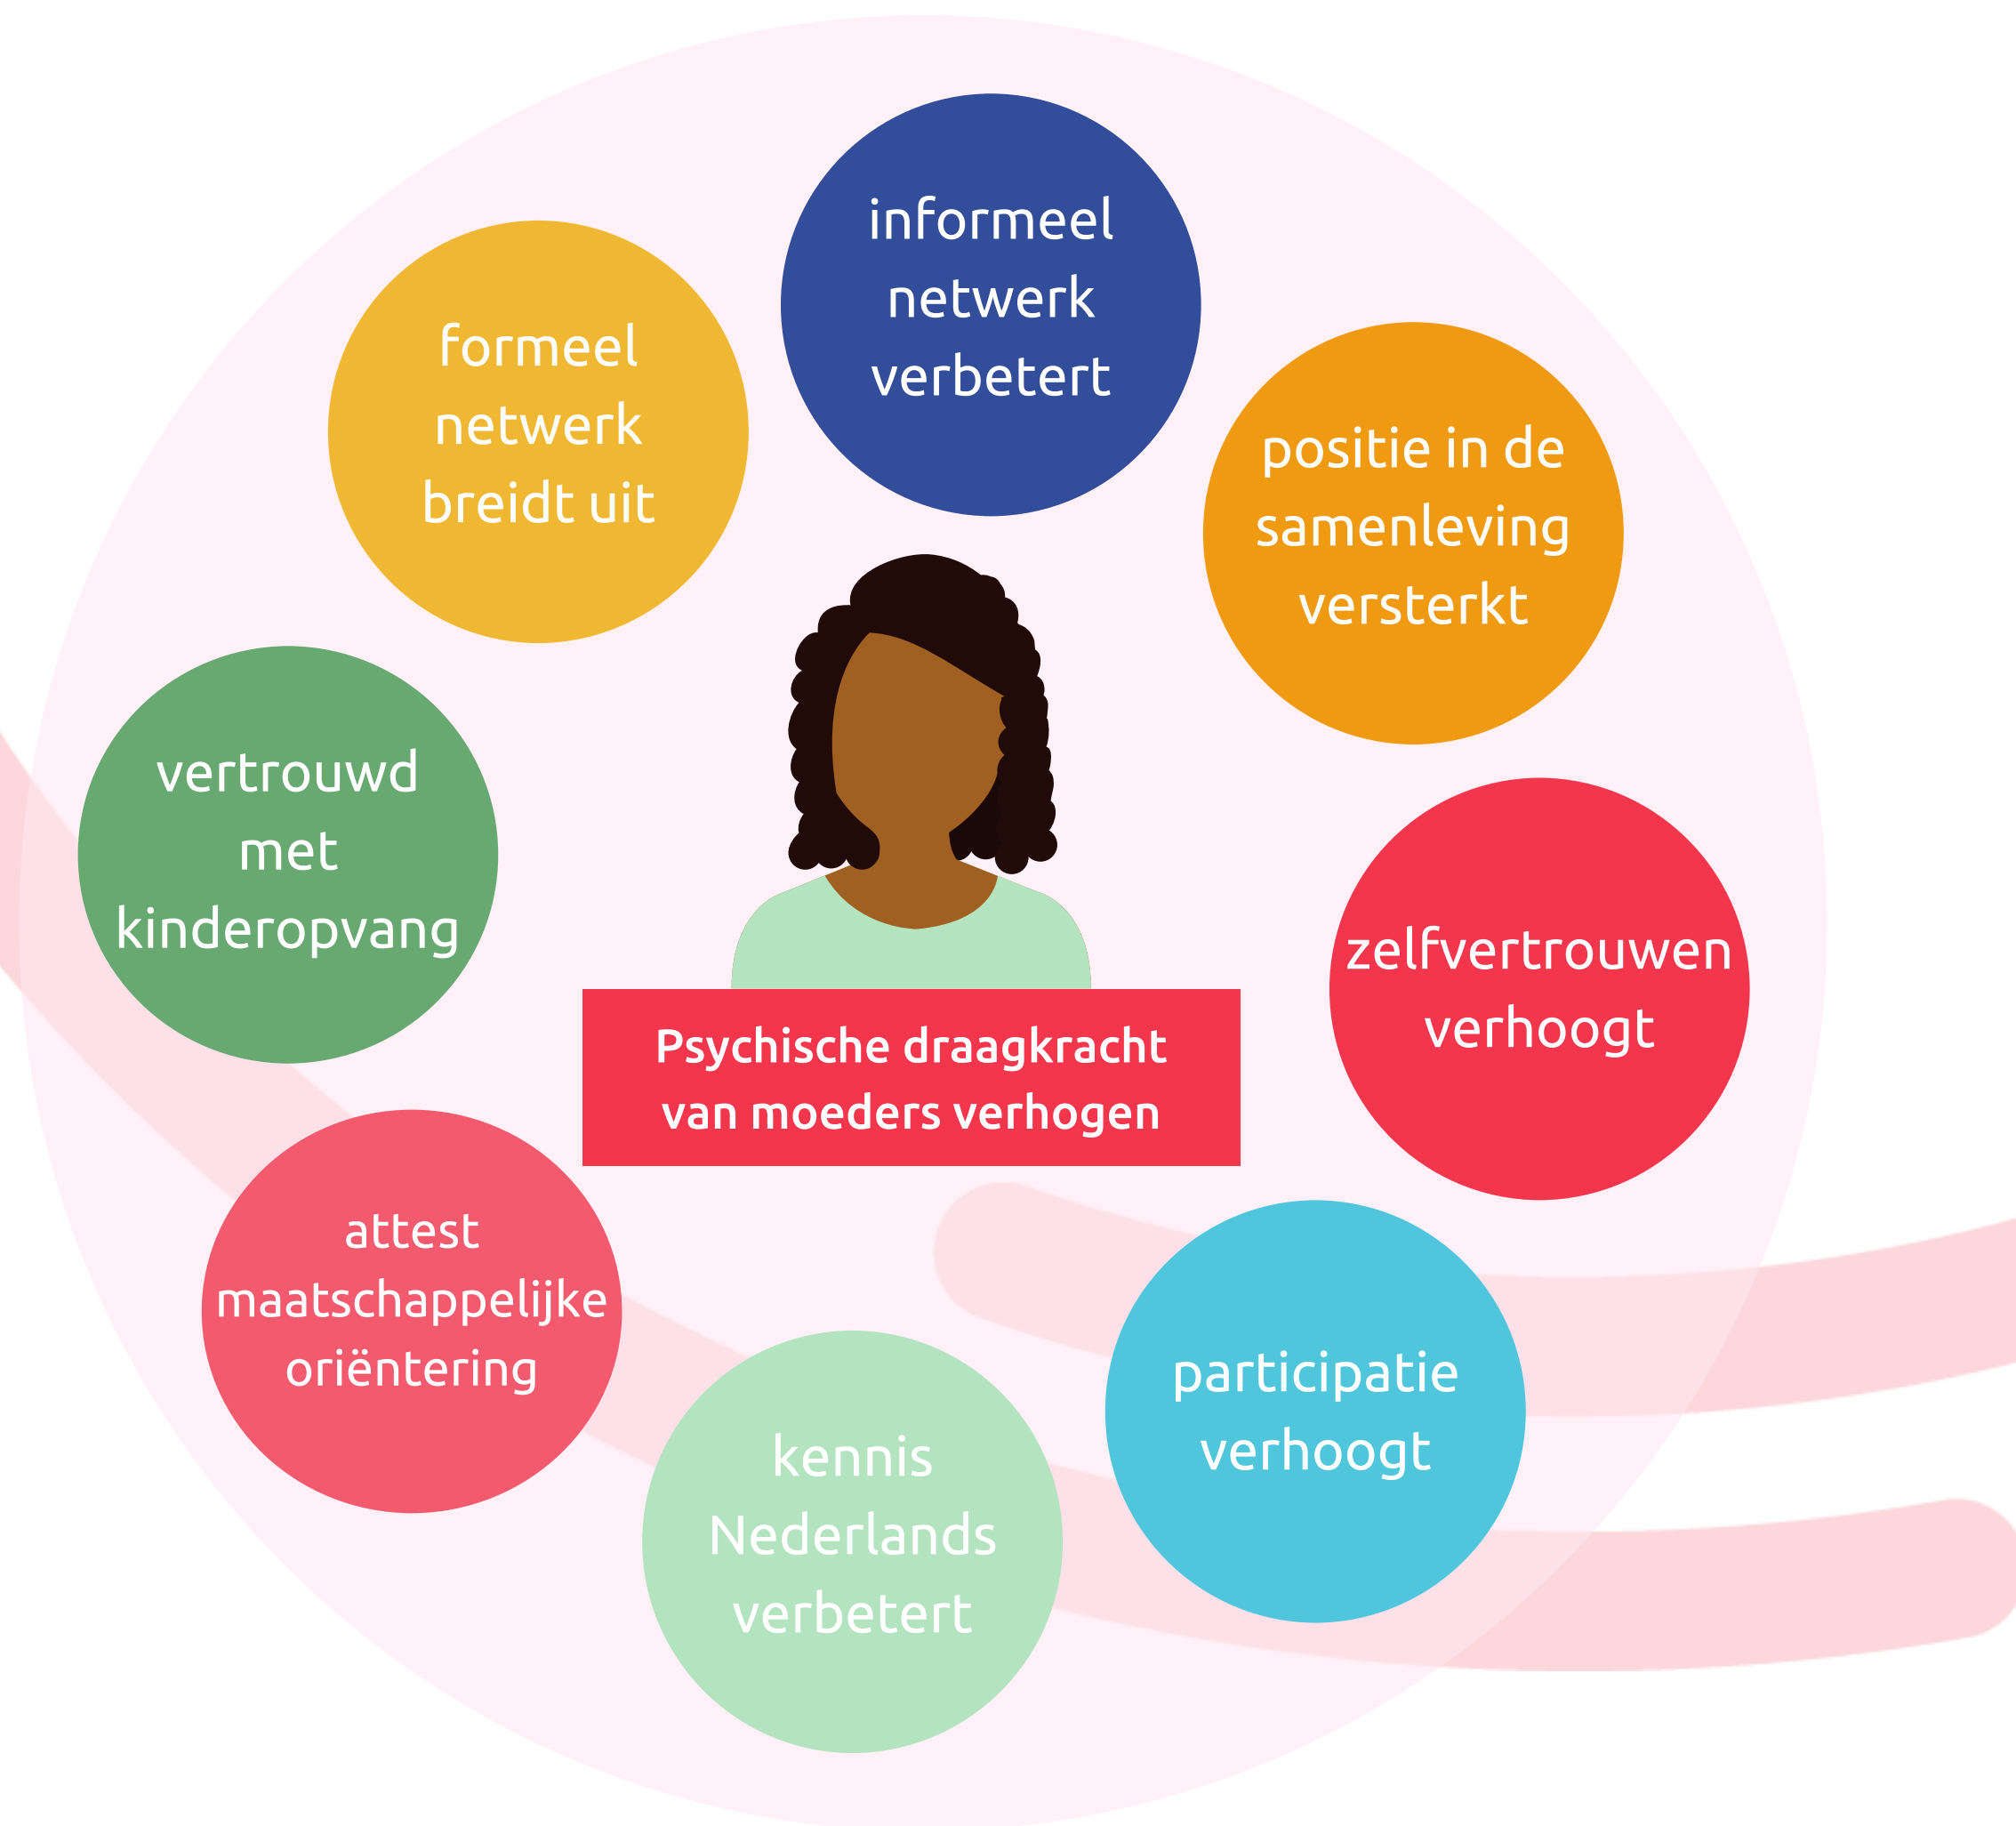 informeel
netwerk
verbetert
formeel
netwerk
breidt uit
positie in de
samenleving
versterkt
vertrouwd
met
kinderopvang
zelfvertrouwen
verhoogt
Psychische draagkracht
van moeders verhogen
attest
maatschappelijke
oriëntering
participatie
verhoogt
kennis
Nederlands
verbetert